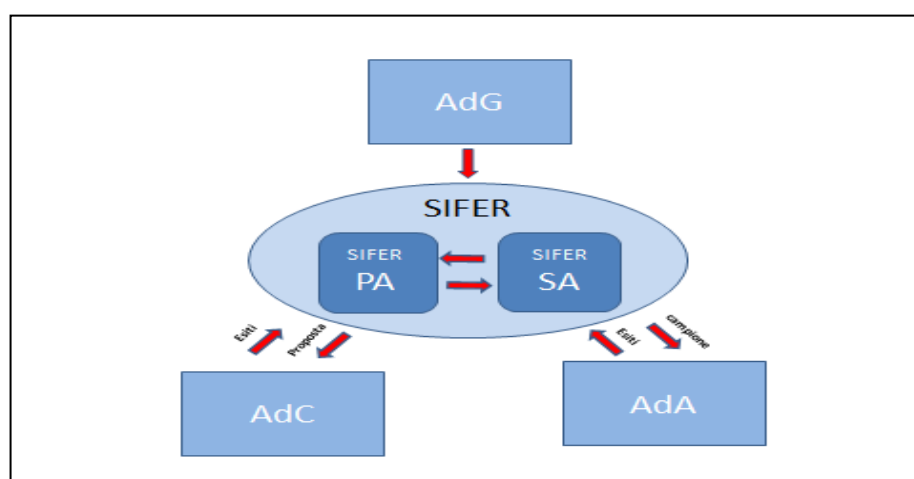 AdG
SIFER
SIFER
PA
SIFER
SA
Esiti
Proposta
Esiti
campione
AdC
AdA